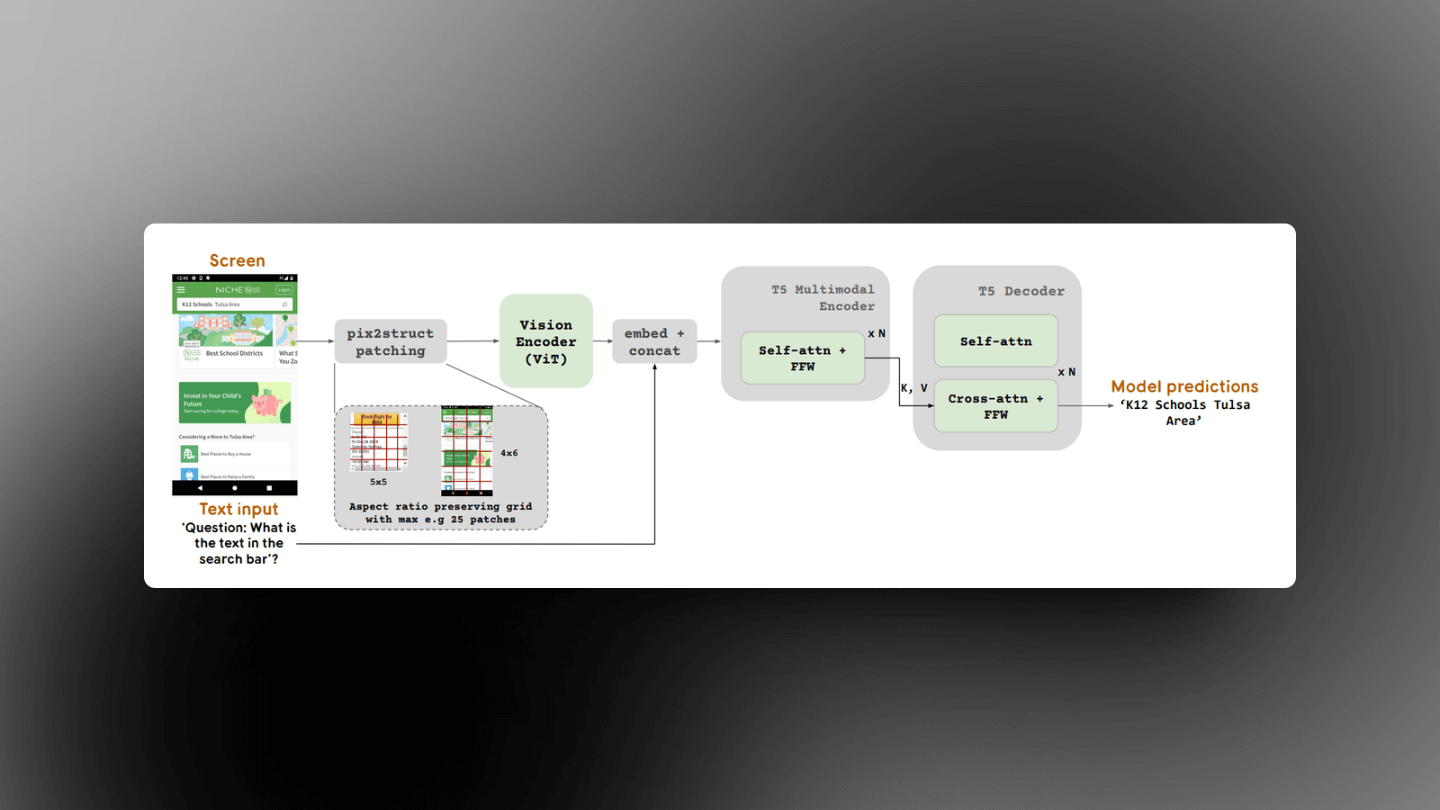 Screen
12:45
NICHE
Log In
K12 Schools Tulsa Area
Best School Districts
What S
You Zo
NICHE
Invest in Your Child's
Future
Start saving for college today.
Considering a Move to Tulsa Area?
Best Places to Buy a House
Best Places to Raise a Family
Text input
'Question: What is
the text in the
search bar'?
pix2struct
patching
5x5
4x6
Aspect ratio preserving grid
with max e.g 25 patches
Vision
Encoder
(ViT)
embed +
concat
T5 Multimodal
Encoder
x N
Self-attn +
FFW
K, V
T5 Decoder
Self-attn
x N
Cross-attn +
FFW
Model predictions
‘K12 Schools Tulsa
Area’